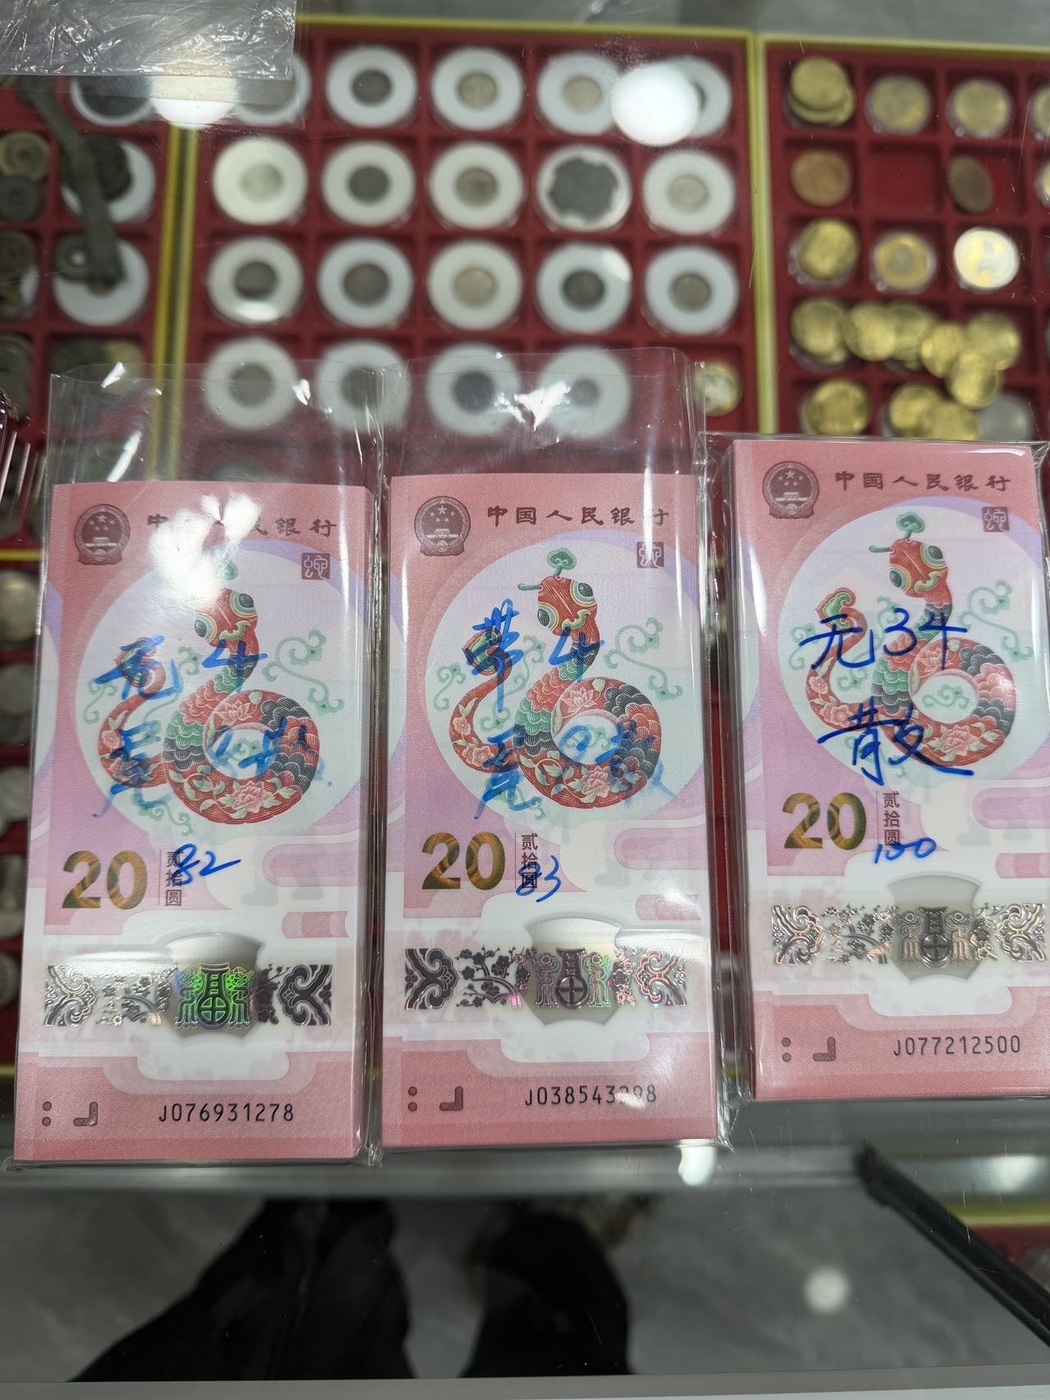 中国人民银行
无4
82
20
贰拾圆
J076931278
中国人民银行
带4
83
20
贰拾圆
J038543298
中国人民银行
无34
散
100
20
贰拾圆
J077212500